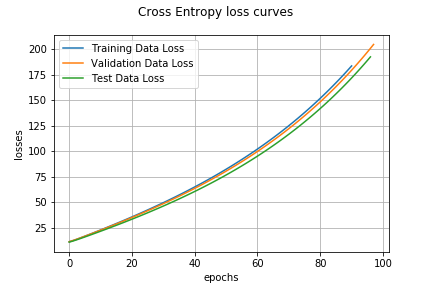 Cross Entropy loss curves
Training Data Loss
Validation Data Loss
Test Data Loss
losses
200
175
150
125
100
75
50
25
0 20 40 60 80 100
epochs